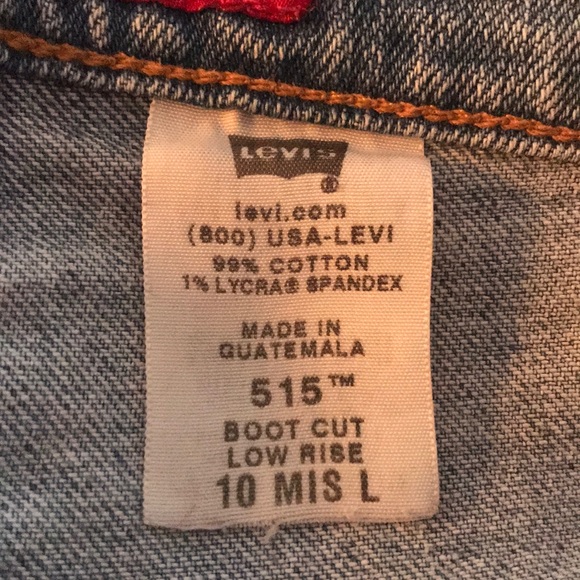 LEVI'S
®
levi.com
(800) USA-LEVI
99% COTTON
1% LYCRA® SPANDEX
MADE IN
GUATEMALA
515™
BOOT CUT
LOW RISE
10 MIS L